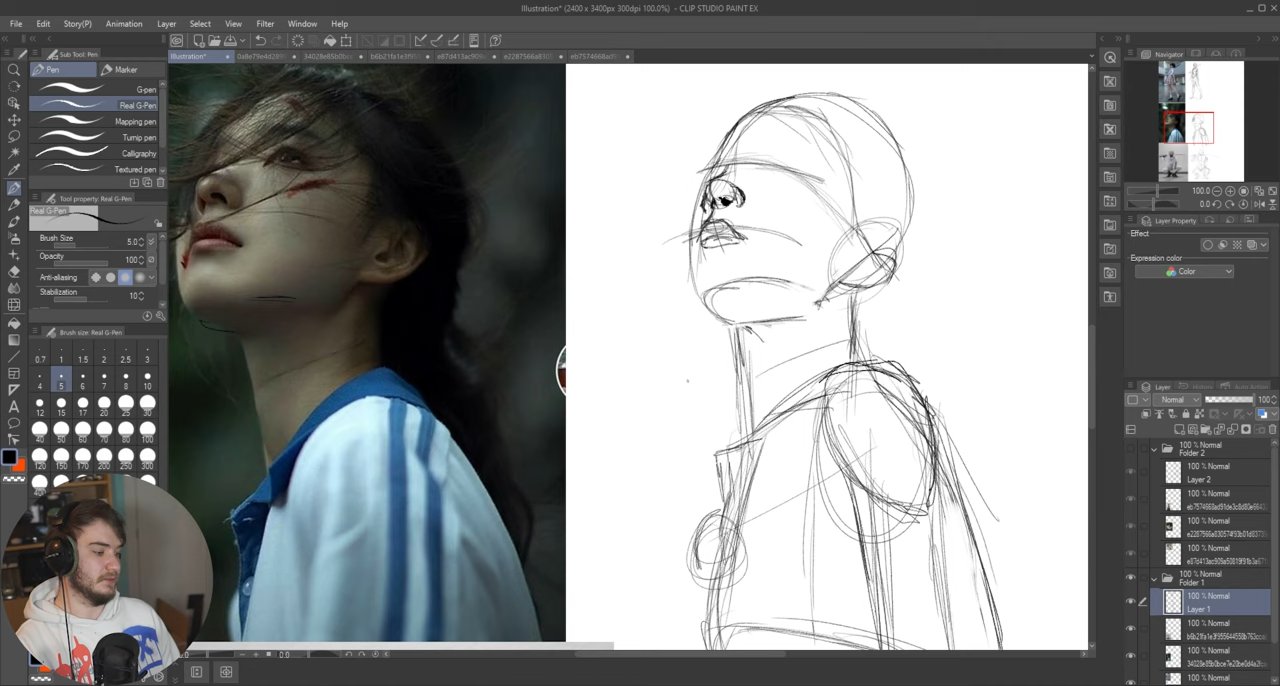 Illustration* (2400 x 3400px 300dpi 100.0%) - CLIP STUDIO PAINT EX
File Edit Story(P) Animation Layer Select View Filter Window Help
Sub Tool: Pen
Pen Marker
G-pen
Real G-Pen
Mapping pen
Turnip pen
Calligraphy
Textured pen
Tool property: Real G-Pen
Real G-Pen
Brush Size 5.0
Opacity 100
Anti-aliasing
Stabilization 10
Brush size: Real G-Pen
0.7 1 1.5 2 2.5 3
4 5 6 7 8 10
12 15 17 20 25 30
40 50 60 70 80 100
120 150 170 200 250 300
400
Illustration*
Navigator
100.0
0.0
Layer Property
Effect
Expression color
Color
Layer
Normal 100
100 % Normal
Folder 2
100 % Normal
Layer 2
100 % Normal
100 % Normal
100 % Normal
100 % Normal
Folder 1
100 % Normal
Layer 1
100 % Normal
100 % Normal
100 % Normal